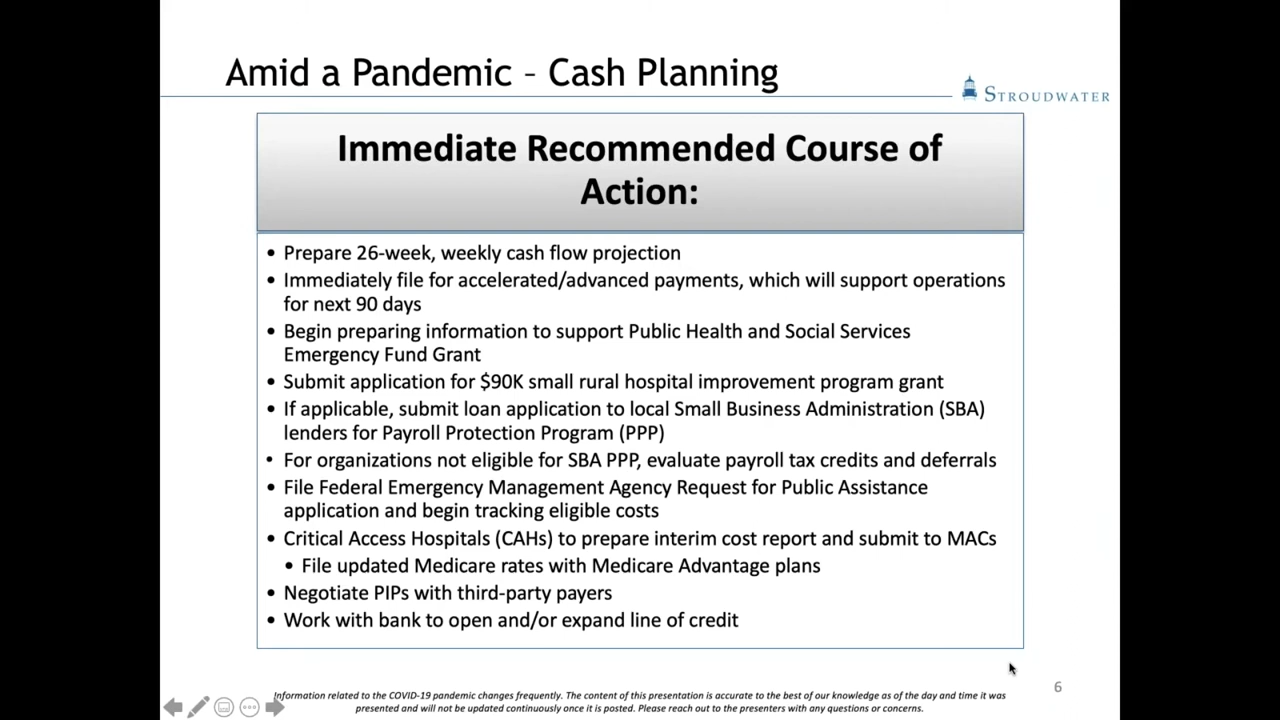 Amid a Pandemic – Cash Planning
STROUDWATER
Immediate Recommended Course of
Action:
• Prepare 26-week, weekly cash flow projection
• Immediately file for accelerated/advanced payments, which will support operations
for next 90 days
• Begin preparing information to support Public Health and Social Services
Emergency Fund Grant
• Submit application for $90K small rural hospital improvement program grant
• If applicable, submit loan application to local Small Business Administration (SBA)
lenders for Payroll Protection Program (PPP)
• For organizations not eligible for SBA PPP, evaluate payroll tax credits and deferrals
• File Federal Emergency Management Agency Request for Public Assistance
application and begin tracking eligible costs
• Critical Access Hospitals (CAHs) to prepare interim cost report and submit to MACs
• File updated Medicare rates with Medicare Advantage plans
• Negotiate PIPs with third-party payers
• Work with bank to open and/or expand line of credit
6
Information related to the COVID-19 pandemic changes frequently. The content of this presentation is accurate to the best of our knowledge as of the day and time it was
presented and will not be updated continuously once it is posted. Please reach out to the presenters with any questions or concerns.